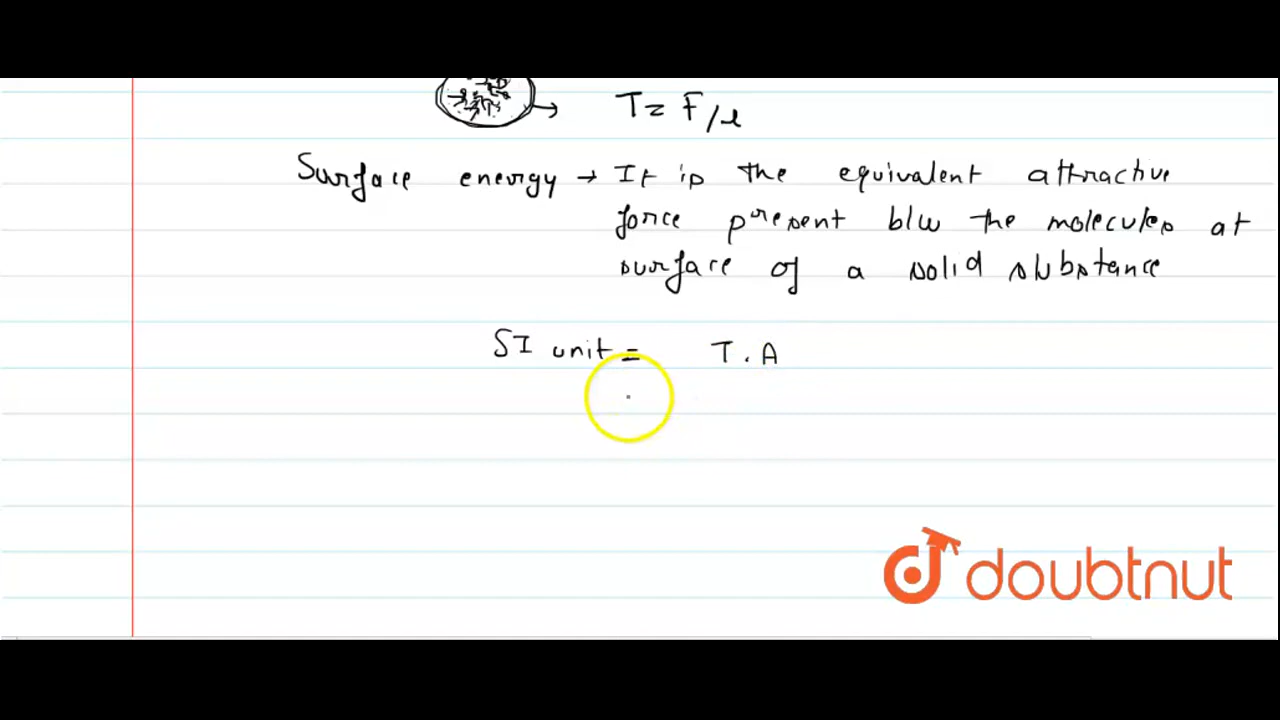 T = F/l
Surface energy → It is the equivalent attractive
force present b/w the molecules at
surface of a solid substance
SI unit = T.A
doubtnut